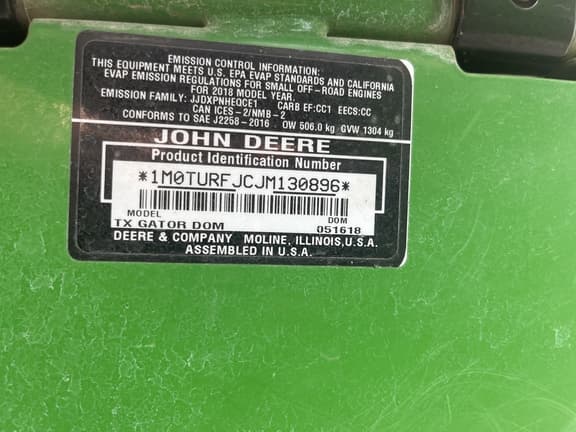 EMISSION CONTROL INFORMATION:
THIS EQUIPMENT MEETS U.S. EPA EVAP STANDARDS AND CALIFORNIA
EVAP EMISSION REGULATIONS FOR SMALL OFF-ROAD ENGINES
FOR 2018 MODEL YEAR.
EMISSION FAMILY: JJDXPNHEQCE1 CARB EF:CC1 EECS:CC
CAN ICES-2/NMB-2
CONFORMS TO SAE J2258-2016 OW 506.0 kg GVW 1304 kg
JOHN DEERE
Product Identification Number
*1M0TURFJCJM130896*
MODEL DOM
TX GATOR DOM 051618
DEERE & COMPANY MOLINE, ILLINOIS,U.S.A.
ASSEMBLED IN U.S.A.